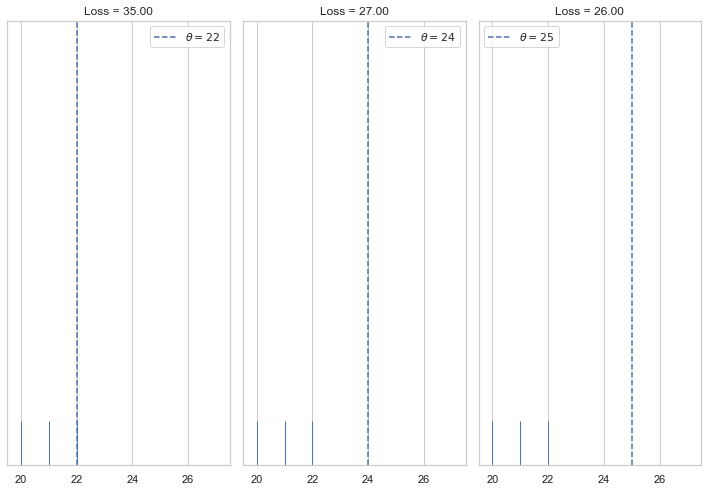 Loss = 35.00
θ = 22
20 22 24 26
Loss = 27.00
θ = 24
20 22 24 26
Loss = 26.00
θ = 25
20 22 24 26